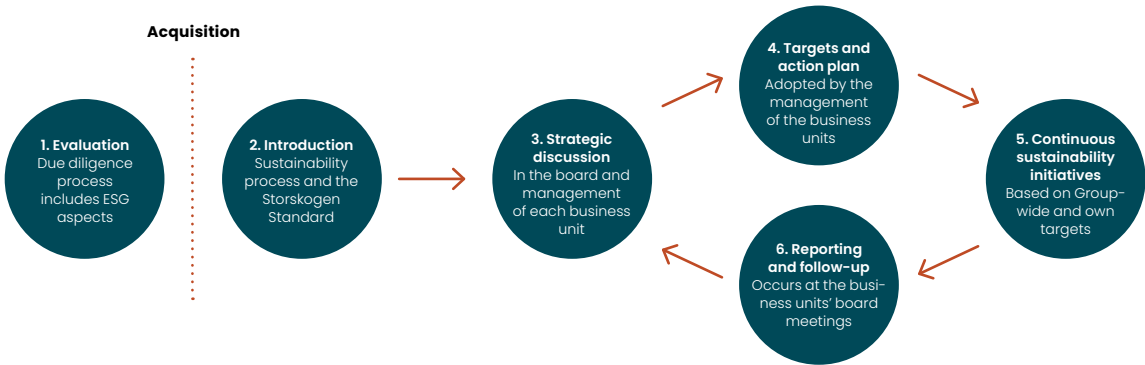 Acquisition
1. Evaluation
Due diligence
process
includes ESG
aspects
2. Introduction
Sustainability
process and the
Storskogen
Standard
3. Strategic
discussion
In the board and
management
of each business
unit
4. Targets and
action plan
Adopted by the
management
of the business
units
5. Continuous
sustainability
initiatives
Based on Group-
wide and own
targets
6. Reporting
and follow-up
Occurs at the busi-
ness units’ board
meetings